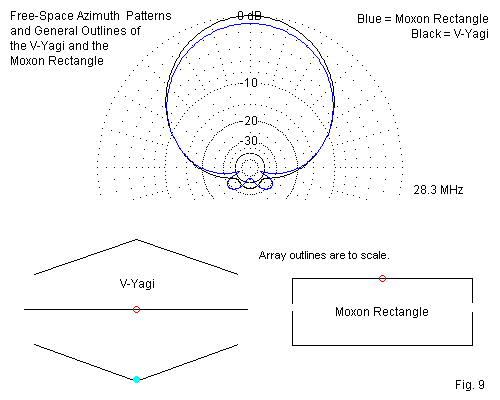 Free-Space Azimuth Patterns
and General Outlines of
the V-Yagi and the
Moxon Rectangle
0 dB
Blue = Moxon Rectangle
Black = V-Yagi
-10
-20
-30
28.3 MHz
Array outlines are to scale.
V-Yagi
Moxon Rectangle
Fig. 9